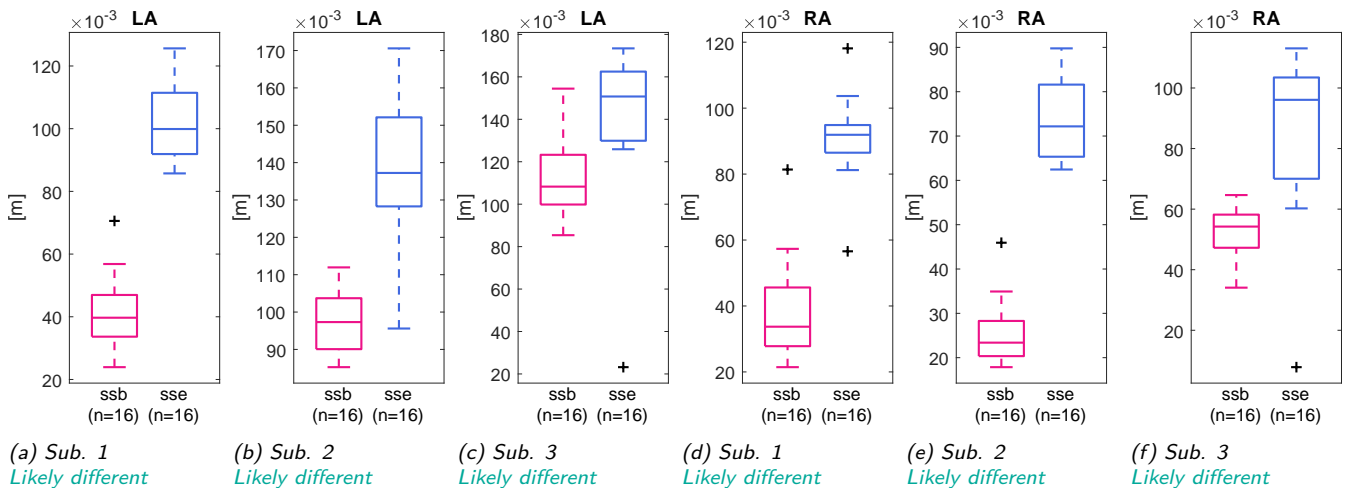 ×10⁻³ LA
[m]
120
100
80
60
40
20
ssb sse
(n=16) (n=16)
(a) Sub. 1
Likely different
×10⁻³ LA
170
160
150
140
130
120
110
100
90
ssb sse
(n=16) (n=16)
(b) Sub. 2
Likely different
×10⁻³ LA
[m]
180
160
140
120
100
80
60
40
20
ssb sse
(n=16) (n=16)
(c) Sub. 3
Likely different
×10⁻³ RA
[m]
120
100
80
60
40
20
ssb sse
(n=16) (n=16)
(d) Sub. 1
Likely different
×10⁻³ RA
[m]
90
80
70
60
50
40
30
20
ssb sse
(n=16) (n=16)
(e) Sub. 2
Likely different
×10⁻³ RA
[m]
100
80
60
40
20
ssb sse
(n=16) (n=16)
(f) Sub. 3
Likely different